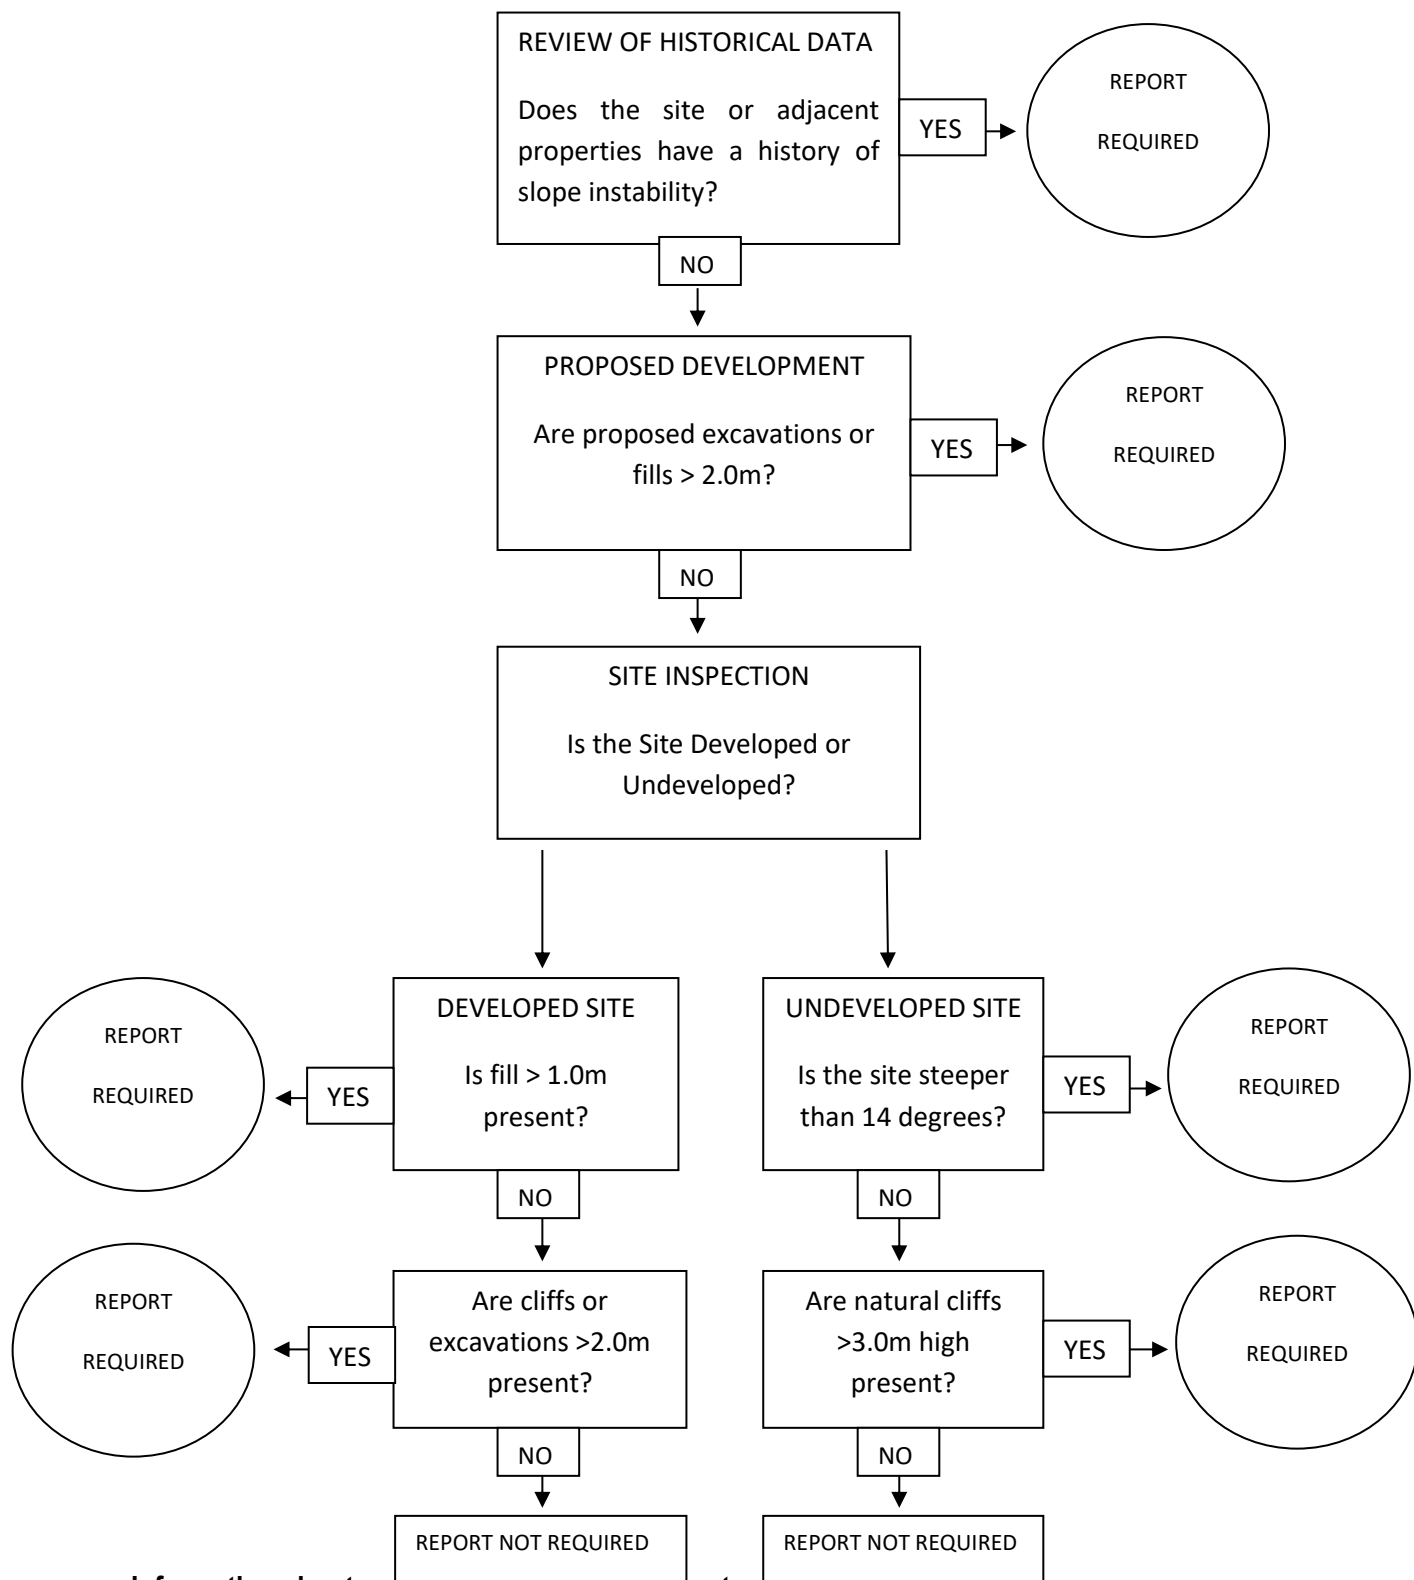 REVIEW OF HISTORICAL DATA
Does the site or adjacent
properties have a history of
slope instability?
YES
REPORT
REQUIRED
NO
PROPOSED DEVELOPMENT
Are proposed excavations or
fills > 2.0m?
YES
REPORT
REQUIRED
NO
SITE INSPECTION
Is the Site Developed or
Undeveloped?
DEVELOPED SITE
Is fill > 1.0m
present?
YES
REPORT
REQUIRED
NO
UNDEVELOPED SITE
Is the site steeper
than 14 degrees?
YES
REPORT
REQUIRED
NO
Are cliffs or
excavations >2.0m
present?
YES
REPORT
REQUIRED
NO
Are natural cliffs
>3.0m high
present?
YES
REPORT
REQUIRED
NO
REPORT NOT REQUIRED
REPORT NOT REQUIRED